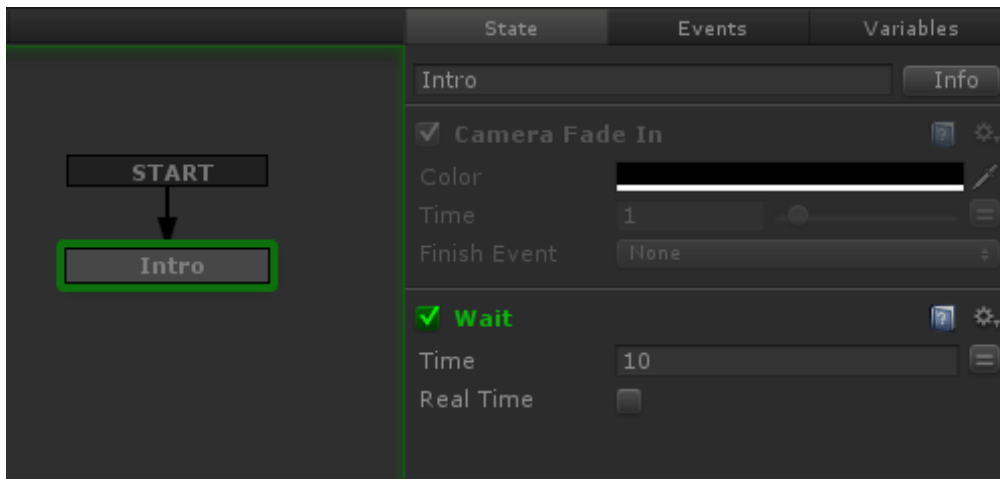 State Events Variables
Intro Info
START
Intro
Camera Fade In
Color
Time 1
Finish Event None
Wait
Time 10
Real Time